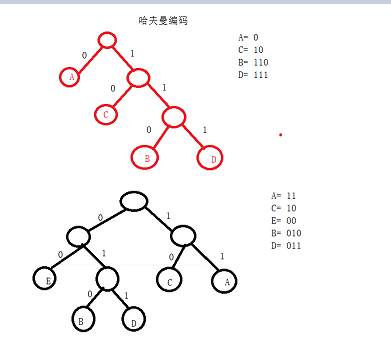 哈夫曼编码
A= 0
C= 10
B= 110
D= 111
0 1
A
0 1
C
0 1
B D
A= 11
C= 10
E= 00
B= 010
D= 011
0 1
0 1 0 1
E C A
0 1
B D